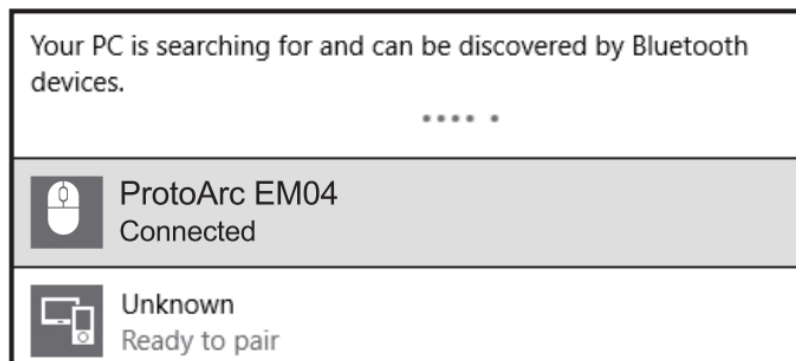 Your PC is searching for and can be discovered by Bluetooth
devices.
ProtoArc EM04
Connected
Unknown
Ready to pair